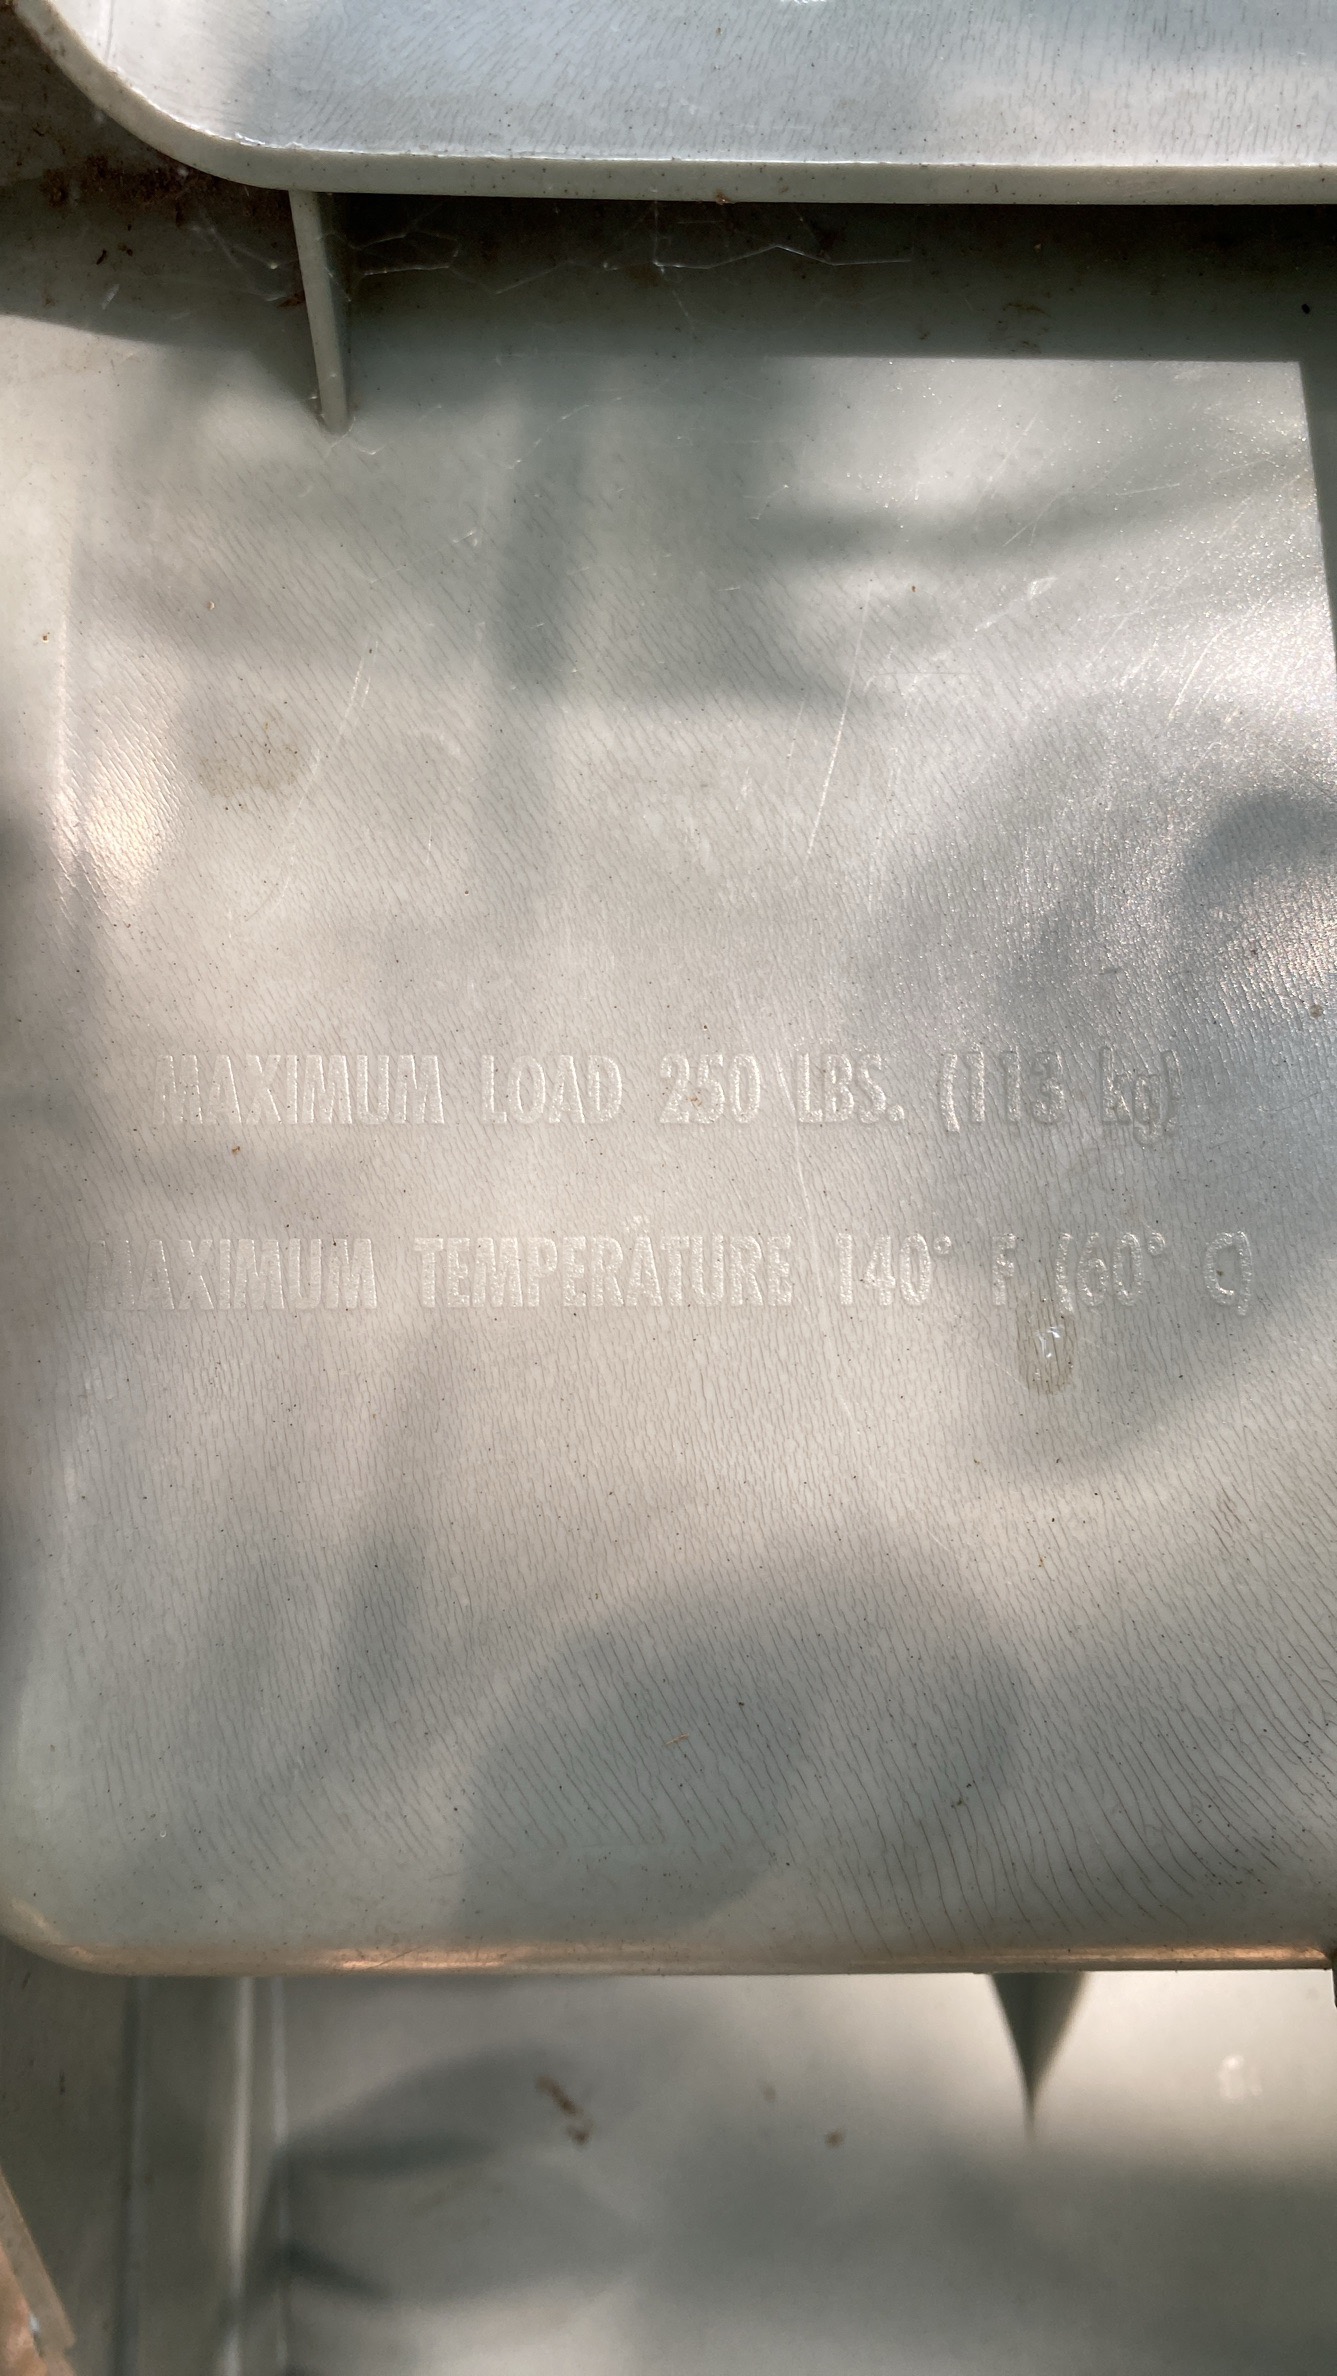 MAXIMUM LOAD 250 LBS. (113 kg)
MAXIMUM TEMPERATURE 140° F (60° C)